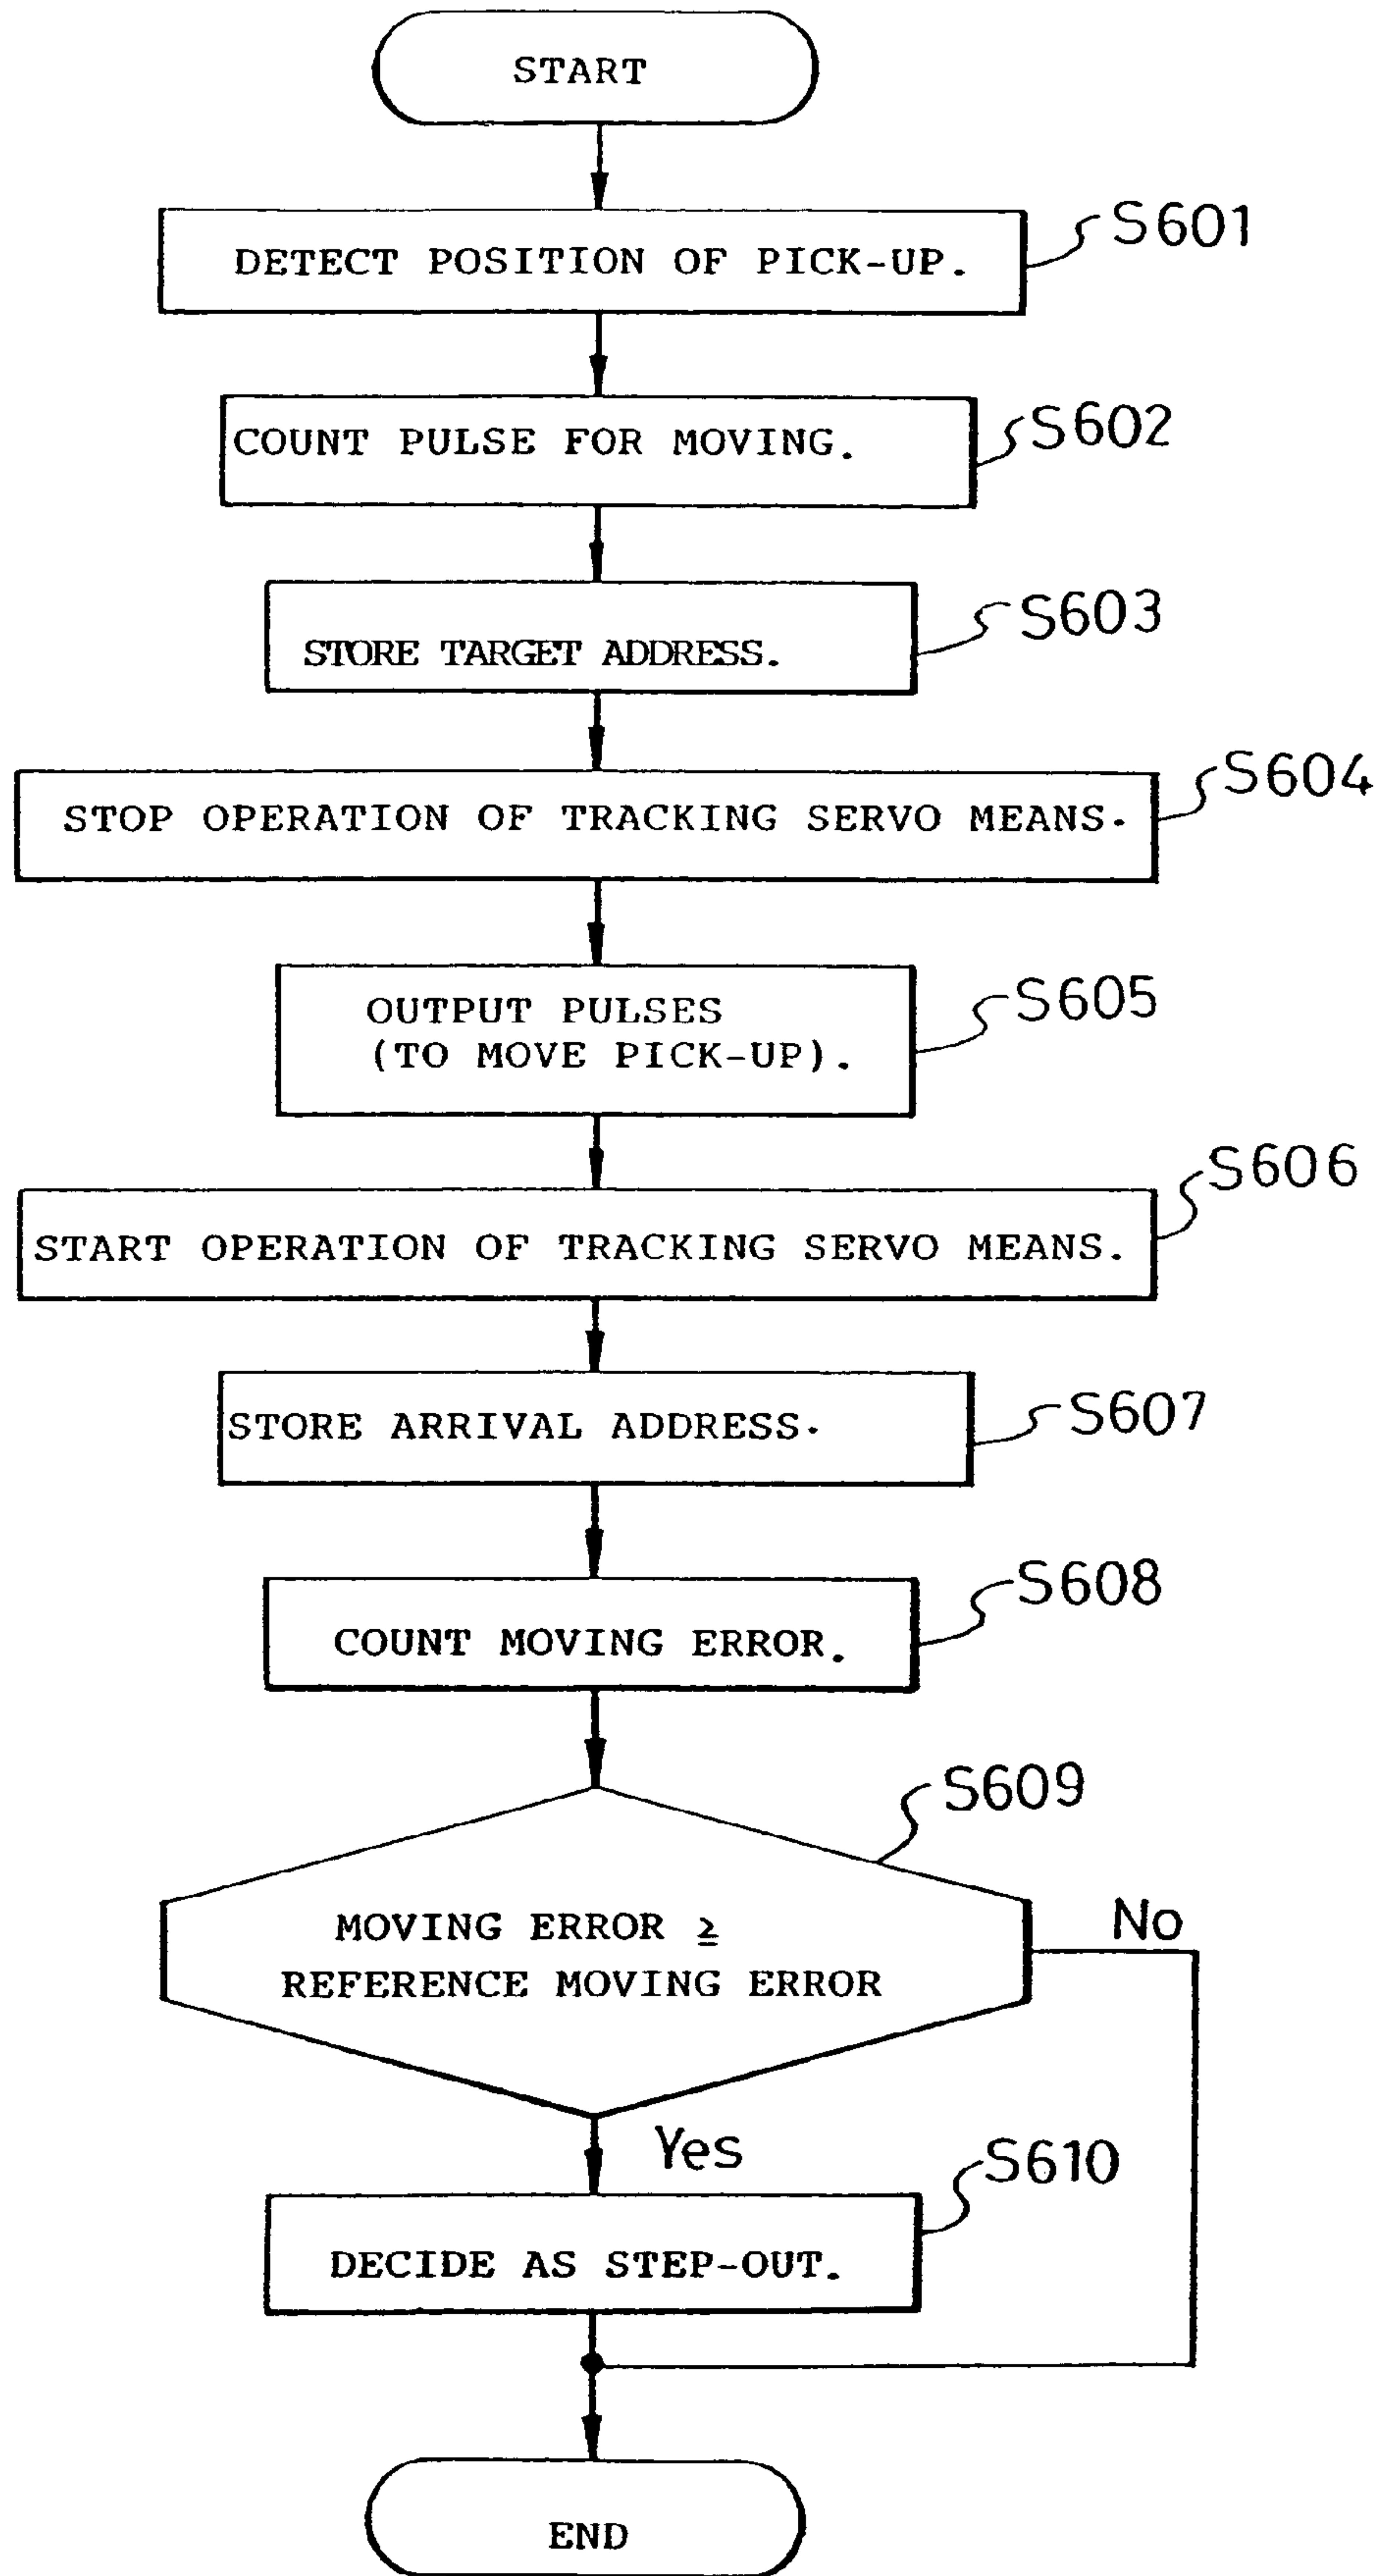 START
DETECT POSITION OF PICK-UP.
S601
COUNT PULSE FOR MOVING.
S602
STORE TARGET ADDRESS.
S603
STOP OPERATION OF TRACKING SERVO MEANS.
S604
OUTPUT PULSES
(TO MOVE PICK-UP).
S605
START OPERATION OF TRACKING SERVO MEANS.
S606
STORE ARRIVAL ADDRESS.
S607
COUNT MOVING ERROR.
S608
S609
MOVING ERROR ≧
REFERENCE MOVING ERROR
No
Yes
S610
DECIDE AS STEP-OUT.
END